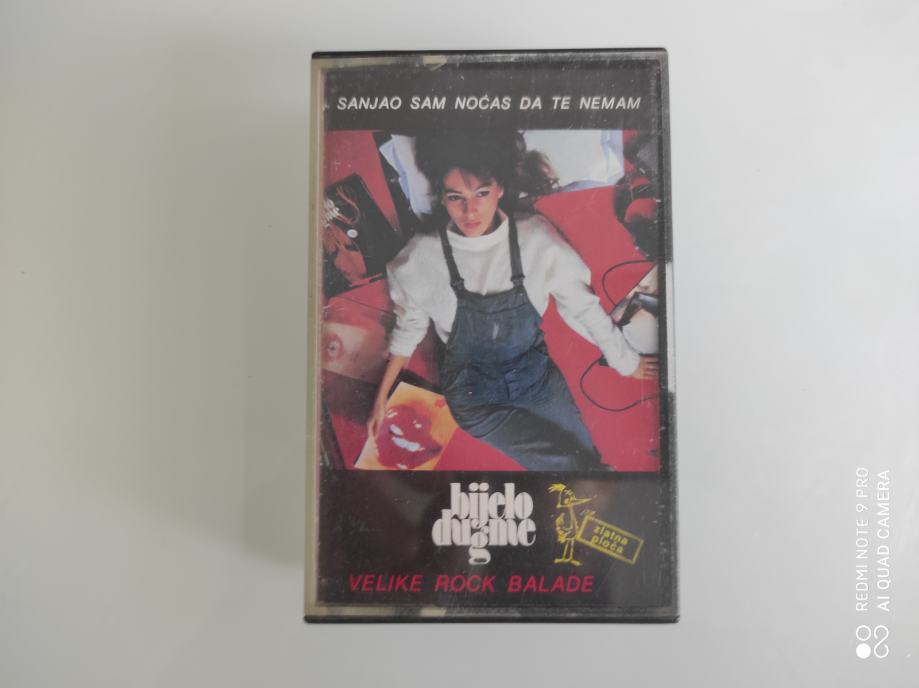 SANJAO SAM NOĆAS DA TE NEMAM
bijelo
dugme
zlatna
ploča
VELIKE ROCK BALADE
REDMI NOTE 9 PRO
AI QUAD CAMERA